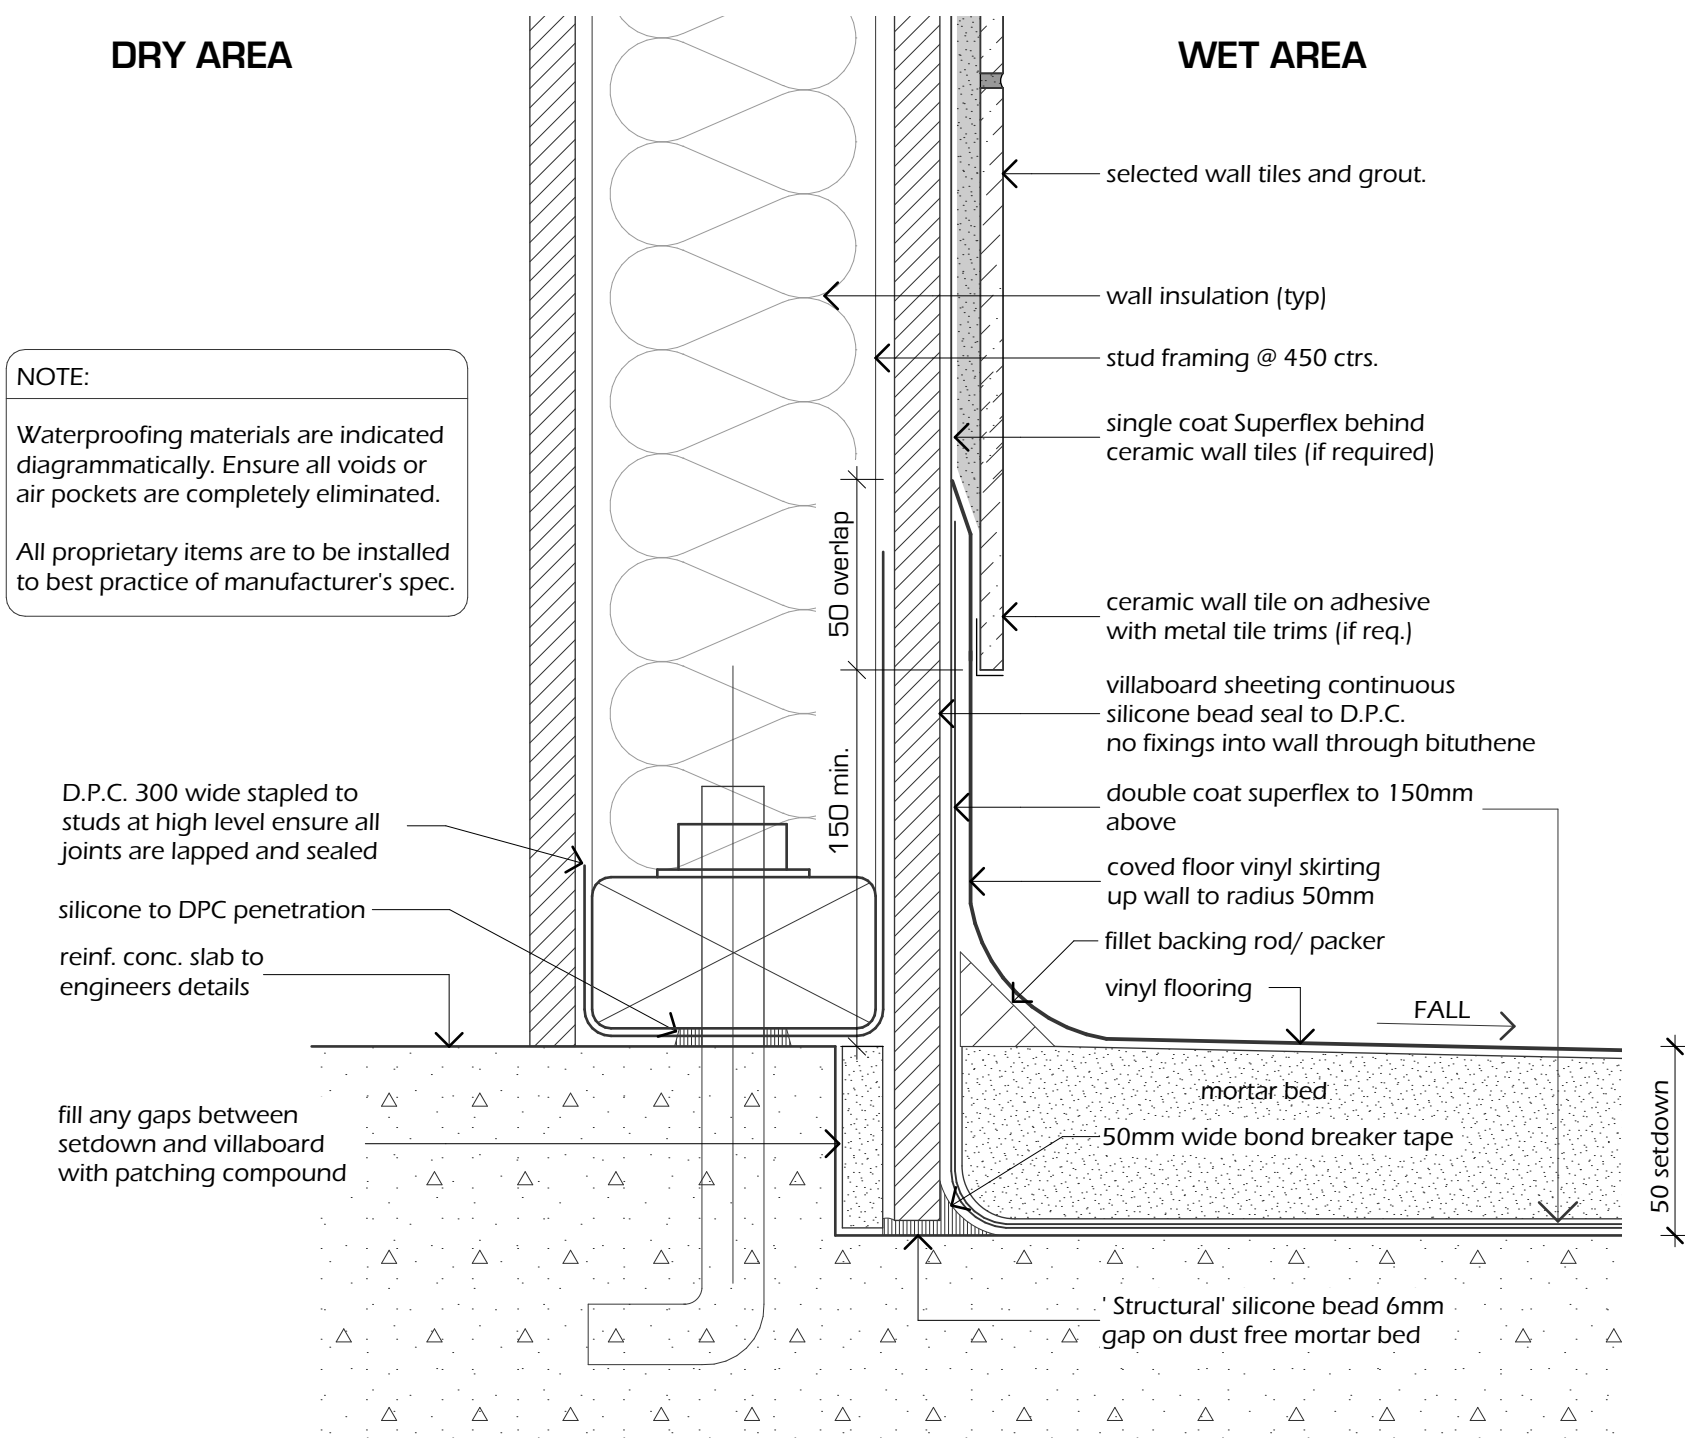 DRY AREA
WET AREA
selected wall tiles and grout.
wall insulation (typ)
stud framing @ 450 ctrs.
NOTE:
Waterproofing materials are indicated
diagrammatically. Ensure all voids or
air pockets are completely eliminated.
All proprietary items are to be installed
to best practice of manufacturer's spec.
single coat Superflex behind
ceramic wall tiles (if required)
50 overlap
ceramic wall tile on adhesive
with metal tile trims (if req.)
villaboard sheeting continuous
silicone bead seal to D.P.C.
no fixings into wall through bituthene
150 min.
D.P.C. 300 wide stapled to
studs at high level ensure all
joints are lapped and sealed
double coat superflex to 150mm
above
coved floor vinyl skirting
up wall to radius 50mm
silicone to DPC penetration
fillet backing rod/ packer
reinf. conc. slab to
engineers details
vinyl flooring
FALL
mortar bed
fill any gaps between
setdown and villaboard
with patching compound
50mm wide bond breaker tape
50 setdown
' Structural' silicone bead 6mm
gap on dust free mortar bed